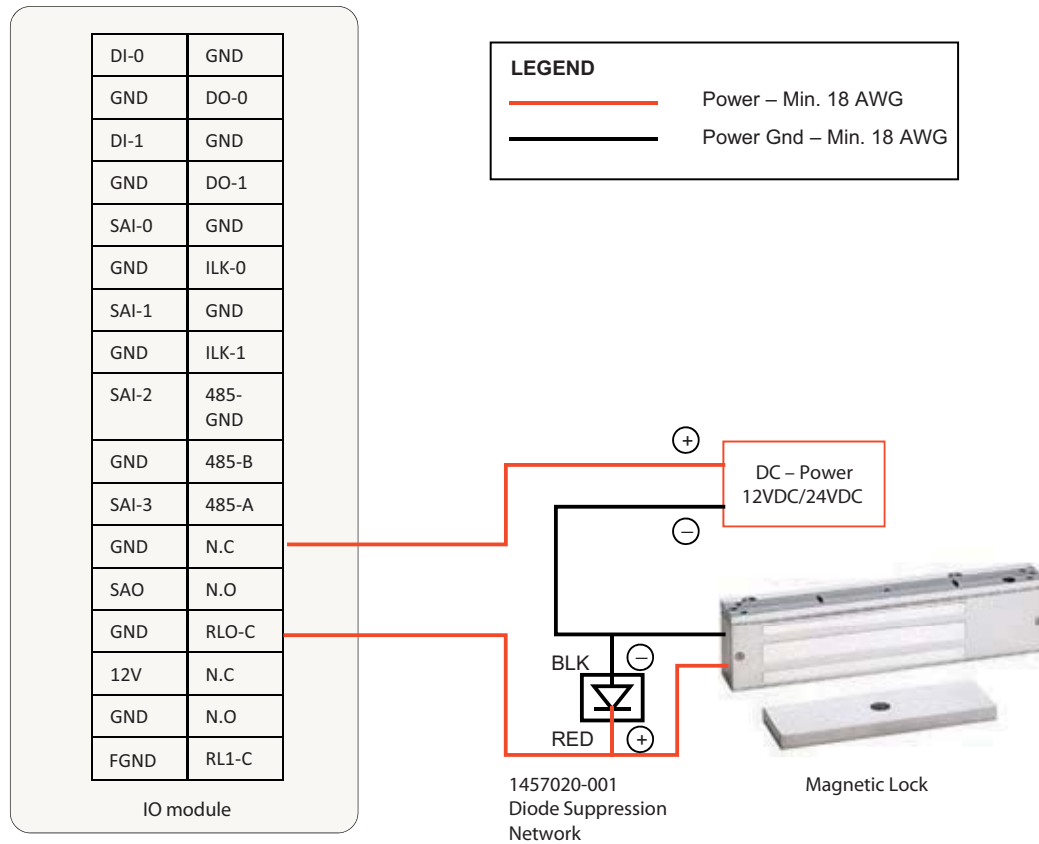 DI-0 GND
GND DO-0
DI-1 GND
GND DO-1
SAI-0 GND
GND ILK-0
SAI-1 GND
GND ILK-1
SAI-2 485-
GND
GND 485-B
SAI-3 485-A
GND N.C
SAO N.O
GND RLO-C
12V N.C
GND N.O
FGND RL1-C
IO module
LEGEND
Power – Min. 18 AWG
Power Gnd – Min. 18 AWG
+
DC – Power
12VDC/24VDC
–
BLK –
RED +
1457020-001
Diode Suppression
Network
Magnetic Lock